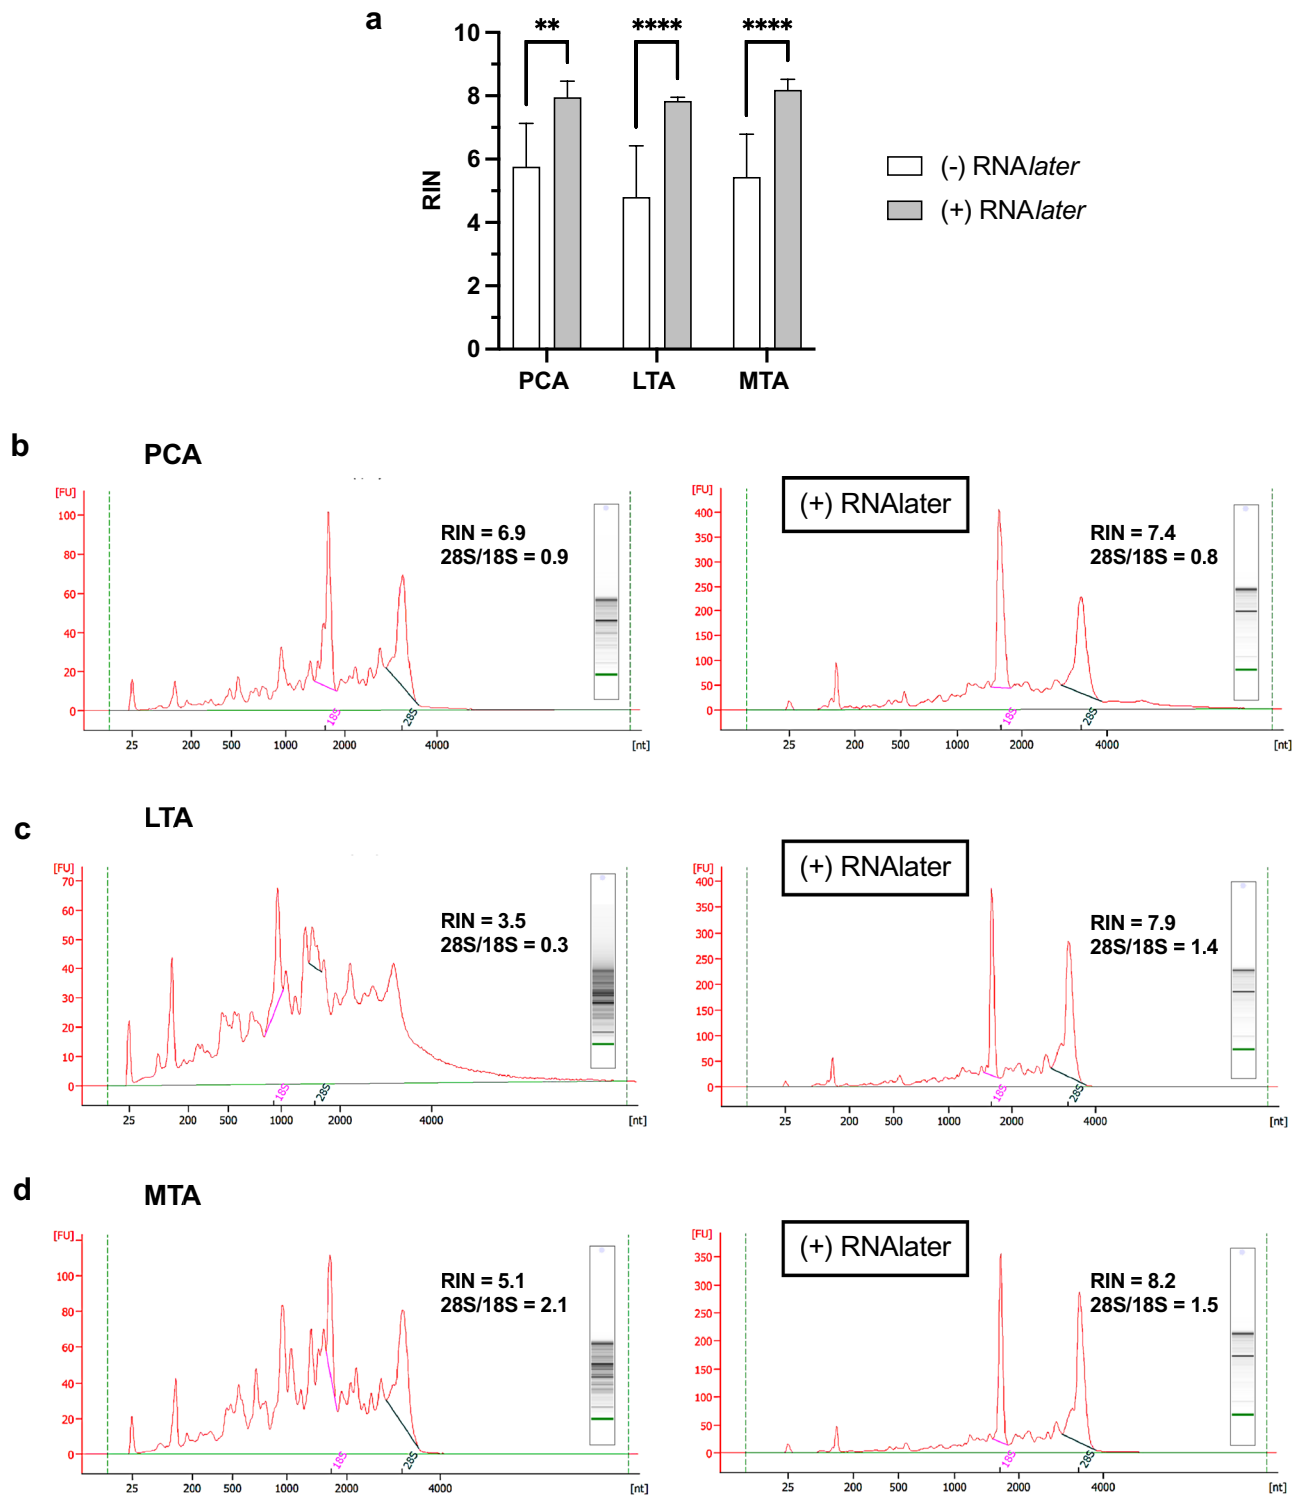 a
** **** ****
10
8
6
4
2
0
RIN
PCA LTA MTA
(-) RNAlater
(+) RNAlater
b
PCA
[FU]
100
80
60
40
20
0
RIN = 6.9
28S/18S = 0.9
18S 28S
25 200 500 1000 2000 4000 [nt]
(+) RNAlater
[FU]
400
350
300
250
200
150
100
50
0
RIN = 7.4
28S/18S = 0.8
18S 28S
25 200 500 1000 2000 4000 [nt]
c
LTA
[FU]
70
60
50
40
30
20
10
0
RIN = 3.5
28S/18S = 0.3
18S 28S
25 200 500 1000 2000 4000 [nt]
(+) RNAlater
[FU]
400
350
300
250
200
150
100
50
0
RIN = 7.9
28S/18S = 1.4
18S 28S
25 200 500 1000 2000 4000 [nt]
d
MTA
[FU]
100
80
60
40
20
0
RIN = 5.1
28S/18S = 2.1
18S 28S
25 200 500 1000 2000 4000 [nt]
(+) RNAlater
[FU]
350
300
250
200
150
100
50
0
RIN = 8.2
28S/18S = 1.5
18S 28S
25 200 500 1000 2000 4000 [nt]